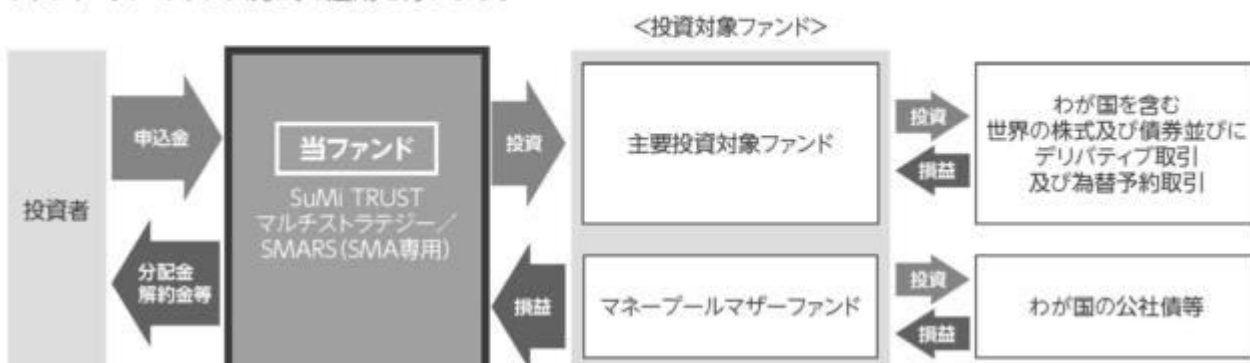 <投資対象ファンド>
投資者
申込金
分配金
解約金等
当ファンド
SuMi TRUST
マルチストラテジー／
SMARS(SMA専用)
投資
損益
主要投資対象ファンド
マネープールマザーファンド
投資
損益
投資
損益
わが国を含む
世界の株式及び債券並びに
デリバティブ取引
及び為替予約取引
わが国の公社債等